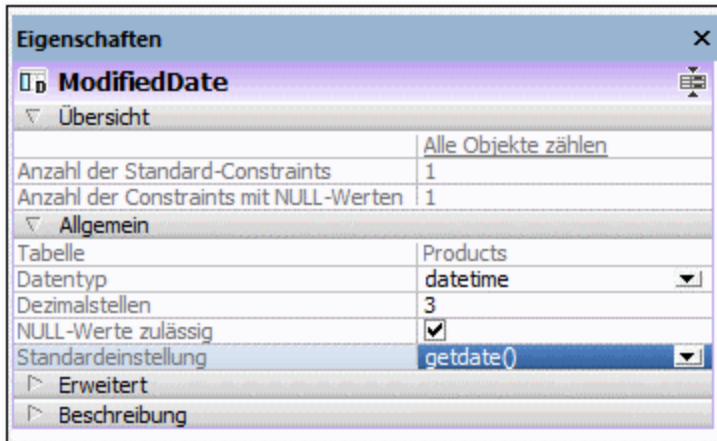 Eigenschaften
ModifiedDate
Übersicht
Alle Objekte zählen
Anzahl der Standard-Constraints 1
Anzahl der Constraints mit NULL-Werten 1
Allgemein
Tabelle Products
Datentyp datetime
Dezimalstellen 3
NULL-Werte zulässig
Standardeinstellung getdate()
Erweitert
Beschreibung